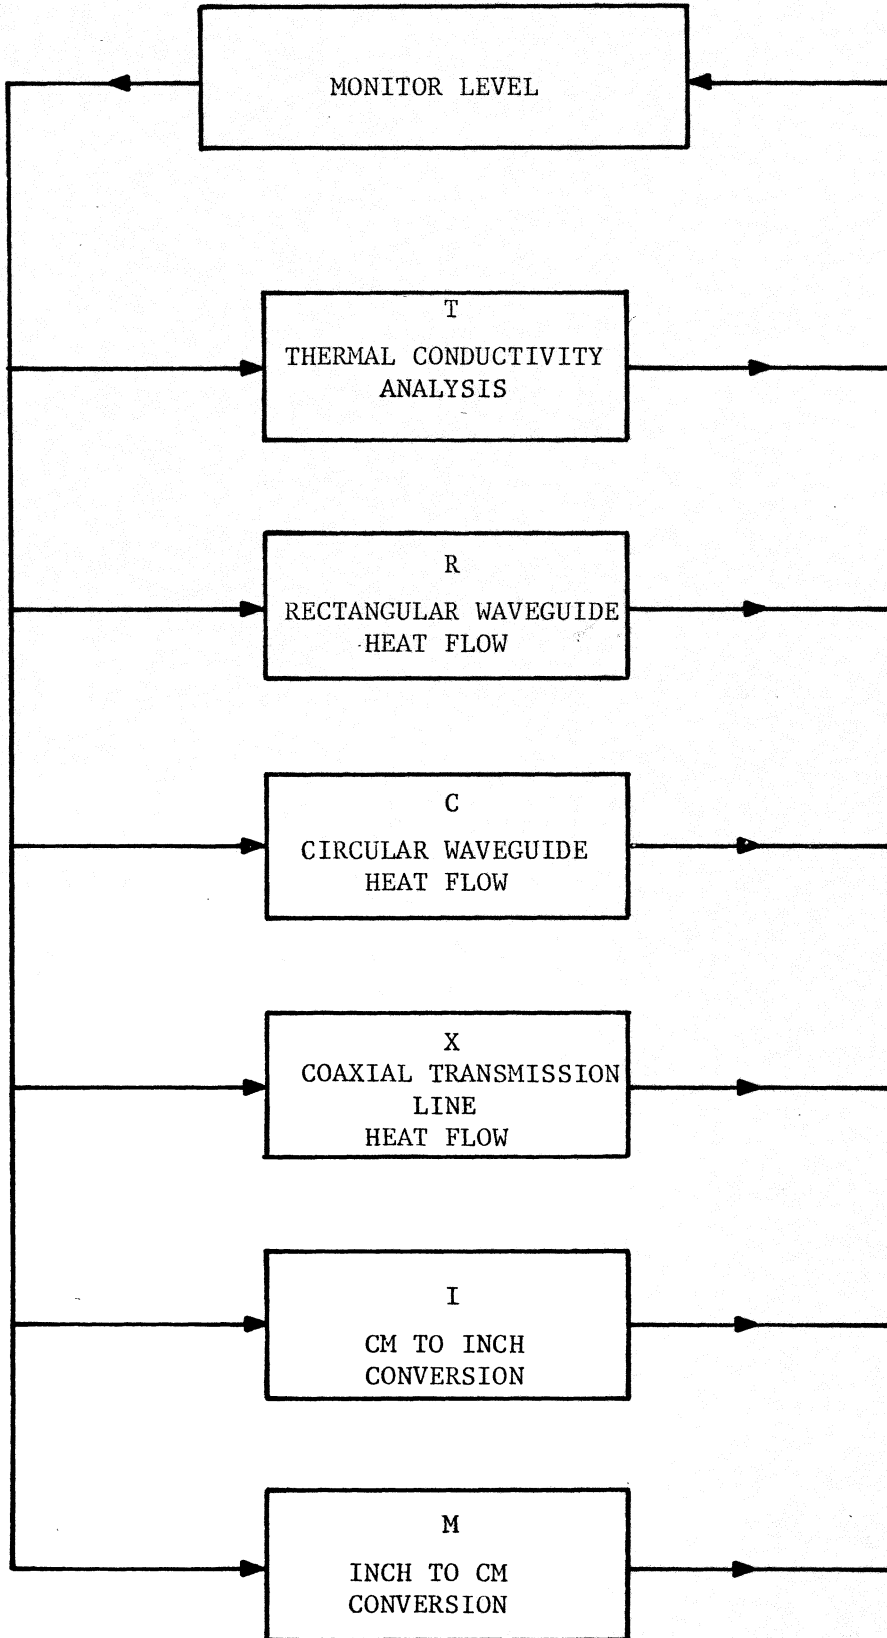 MONITOR LEVEL
T
THERMAL CONDUCTIVITY
ANALYSIS
R
RECTANGULAR WAVEGUIDE
HEAT FLOW
C
CIRCULAR WAVEGUIDE
HEAT FLOW
X
COAXIAL TRANSMISSION
LINE
HEAT FLOW
I
CM TO INCH
CONVERSION
M
INCH TO CM
CONVERSION